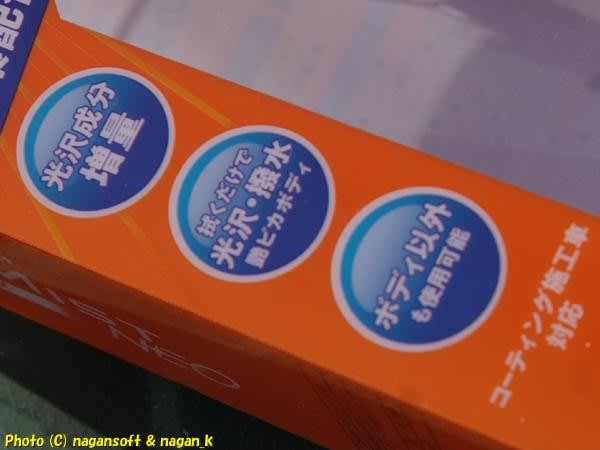 光沢成分
増量
拭くだけで
光沢・撥水
艶ピカボディ
ボディ以外
も使用可能
コーティング施工車
対応
Photo (C) nagansoft & nagan_k